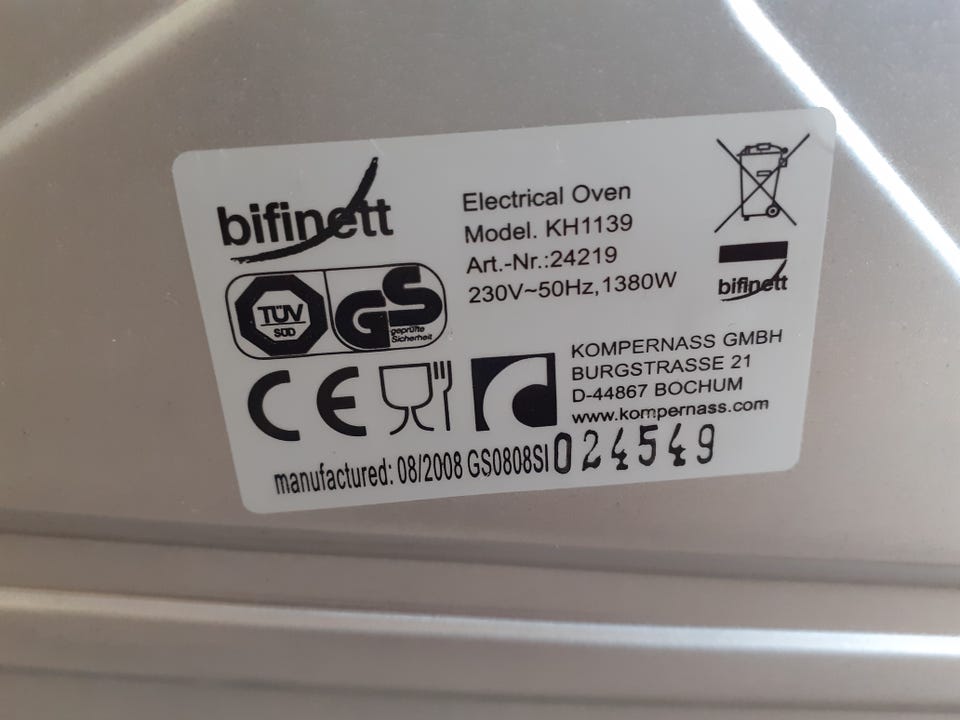 bifinett
Electrical Oven
Model. KH1139
Art.-Nr.:24219
230V~50Hz,1380W
bifinett
TÜV
SÜD
GS
geprüfte
Sicherheit
CE
KOMPERNASS GMBH
BURGSTRASSE 21
D-44867 BOCHUM
www.kompernass.com
manufactured: 08/2008 GS0808SI 024549